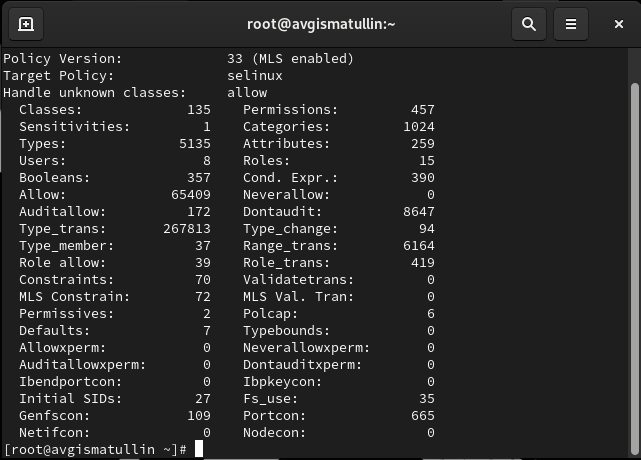 root@avgismatullin:~
Policy Version:             33 (MLS enabled)
Target Policy:              selinux
Handle unknown classes:     allow
  Classes:             135    Permissions:         457
  Sensitivities:         1    Categories:         1024
  Types:              5135    Attributes:          259
  Users:                 8    Roles:                15
  Booleans:            357    Cond. Expr.:         390
  Allow:             65409    Neverallow:            0
  Auditallow:          172    Dontaudit:          8647
  Type_trans:       267813    Type_change:          94
  Type_member:          37    Range_trans:        6164
  Role allow:           39    Role_trans:          419
  Constraints:          70    Validatetrans:         0
  MLS Constrain:        72    MLS Val. Tran:         0
  Permissives:           2    Polcap:                6
  Defaults:              7    Typebounds:            0
  Allowxperm:            0    Neverallowxperm:       0
  Auditallowxperm:       0    Dontauditxperm:        0
  Ibendportcon:          0    Ibpkeycon:             0
  Initial SIDs:         27    Fs_use:               35
  Genfscon:            109    Portcon:             665
  Netifcon:              0    Nodecon:               0
[root@avgismatullin ~]#